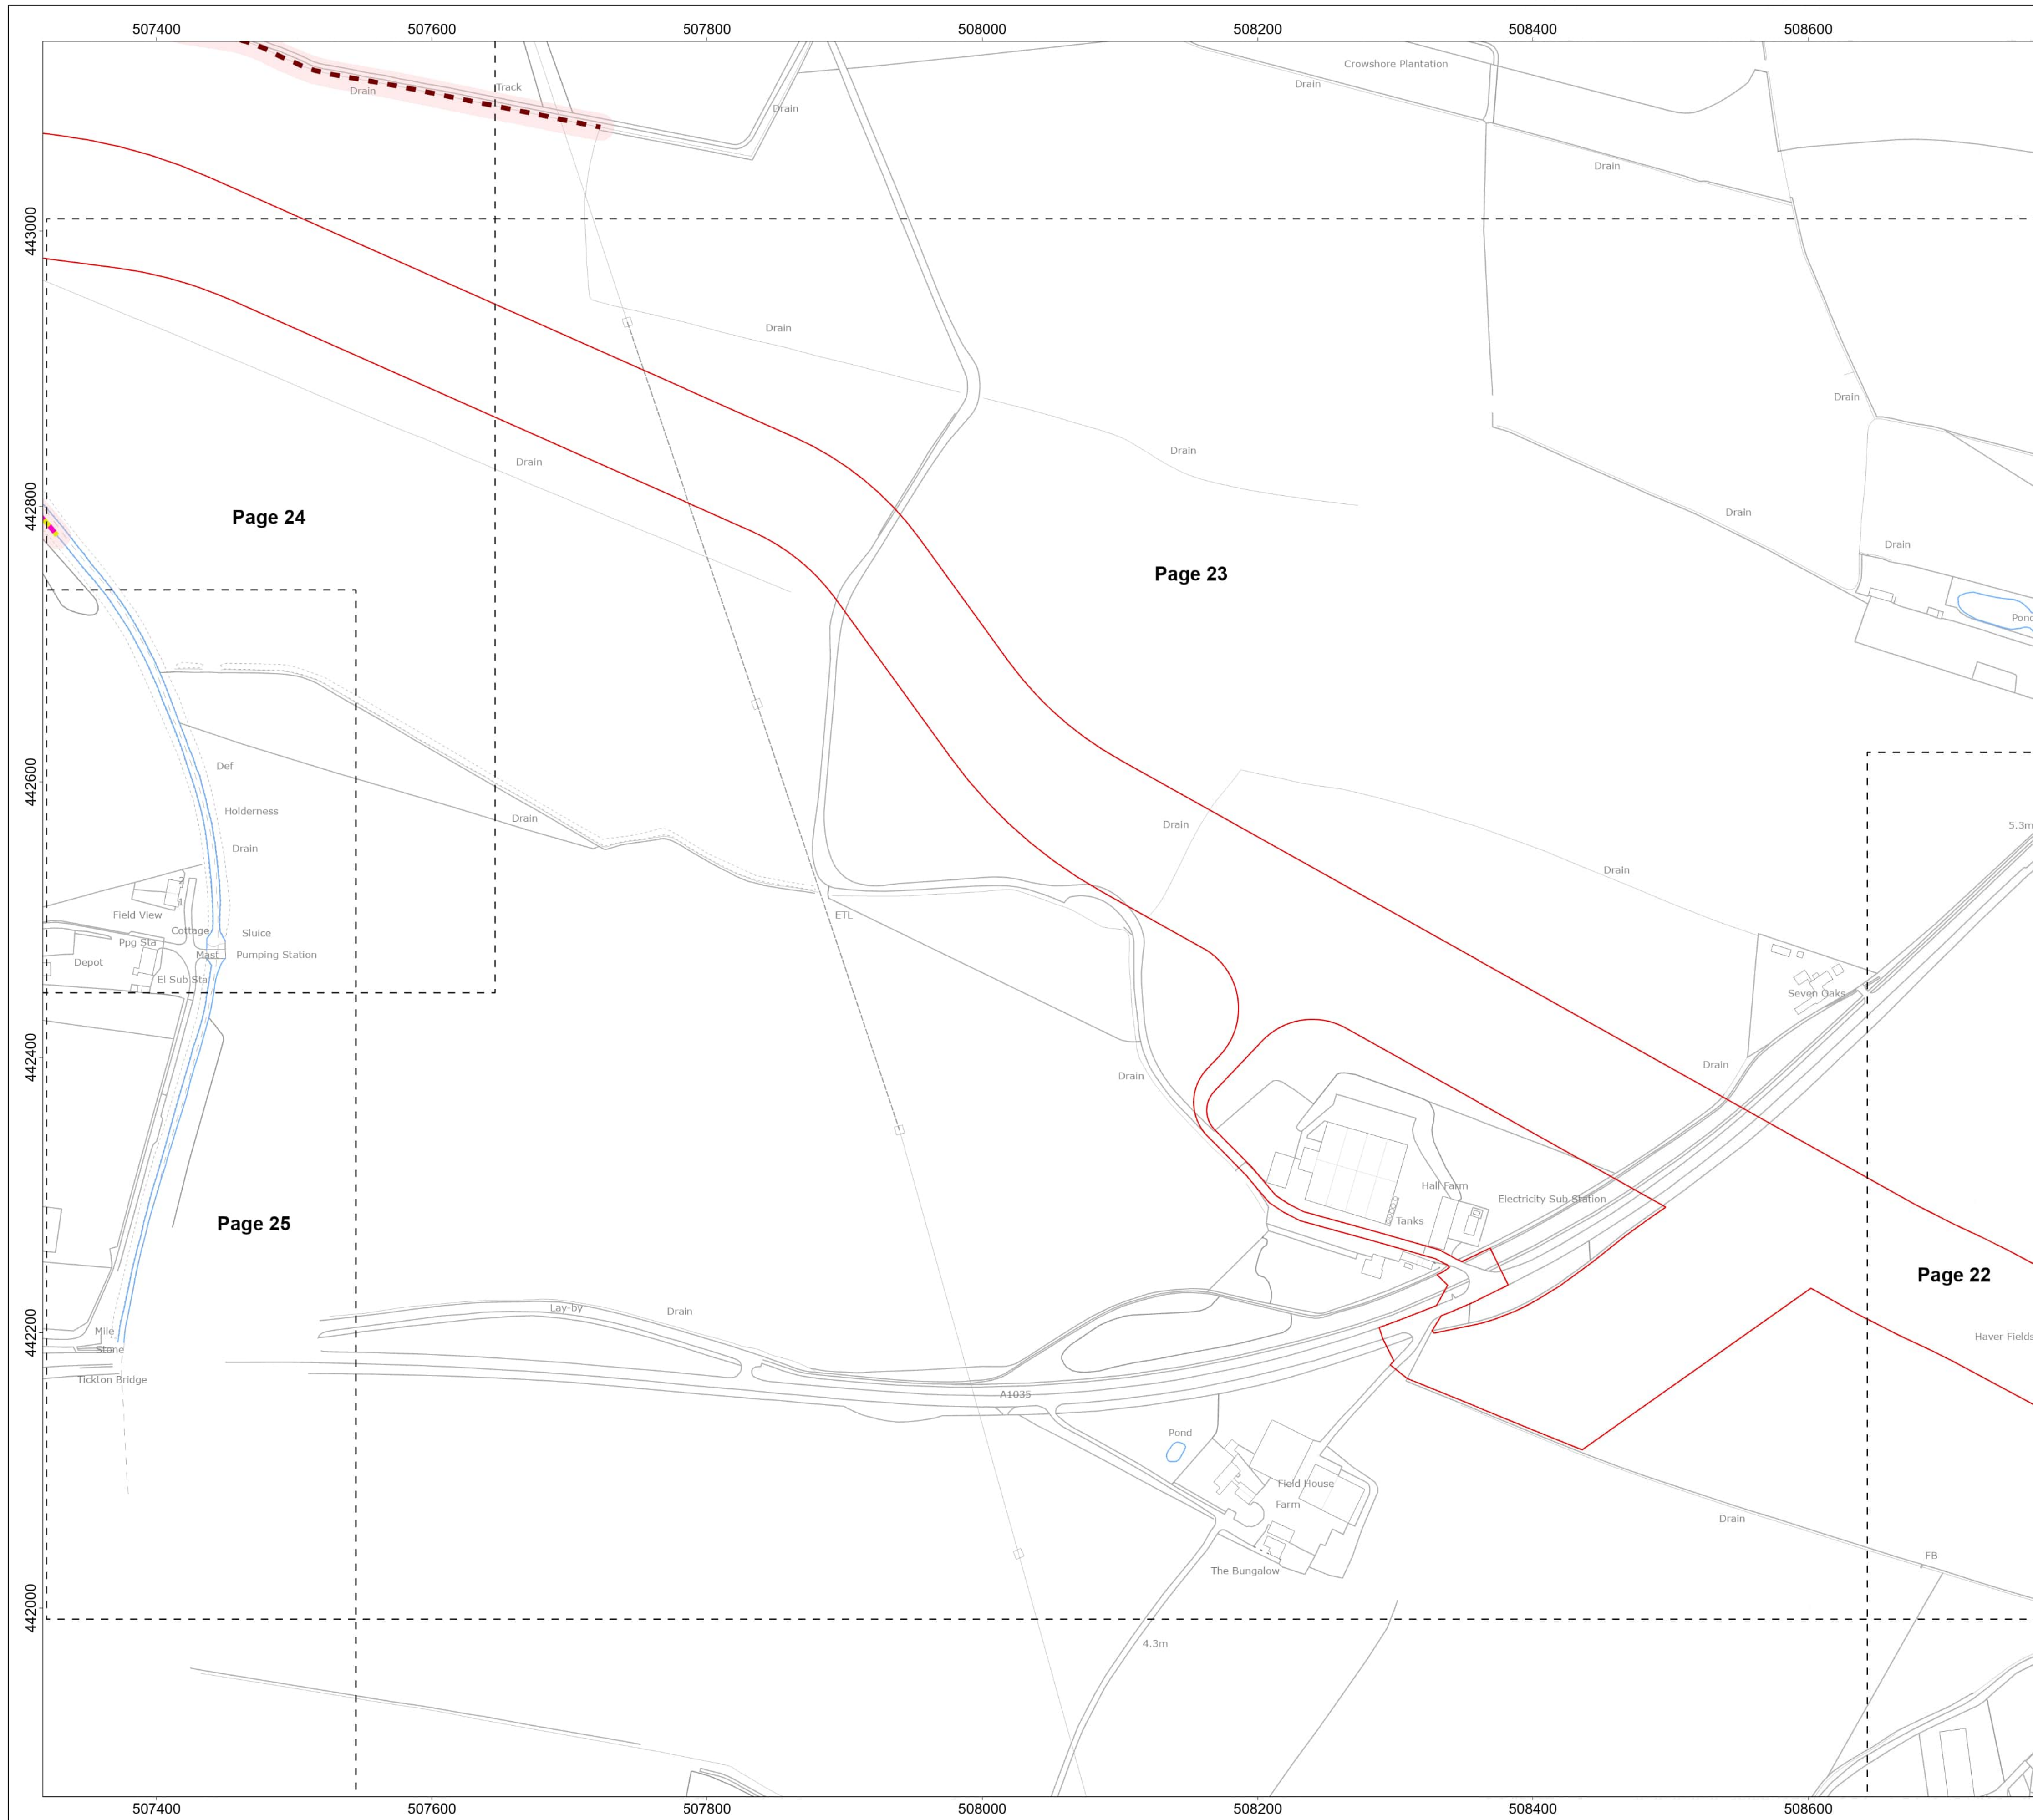 507400
507600
507800
508000
508200
508400
508600
Crowshore Plantation
Drain
Track
Drain
Drain
Drain
Drain
443000
Drain
Drain
Drain
Drain
442800
Page 24
Drain
Page 23
Drain
Pond
Def
Holderness
Drain
442600
Drain
Drain
5.3m
Drain
2
1
Field View
Cottage
Sluice
Ppg Sta
Mast
Pumping Station
Depot
El Sub Sta
ETL
Seven Oaks
442400
Drain
Drain
Hall Farm
Electricity Sub Station
Tanks
Page 25
Page 22
Lay-by
Drain
442200
Mile
Stone
Tickton Bridge
Haver Fields
A1035
Pond
Field House
Farm
Drain
The Bungalow
FB
442000
4.3m
507400
507600
507800
508000
508200
508400
508600